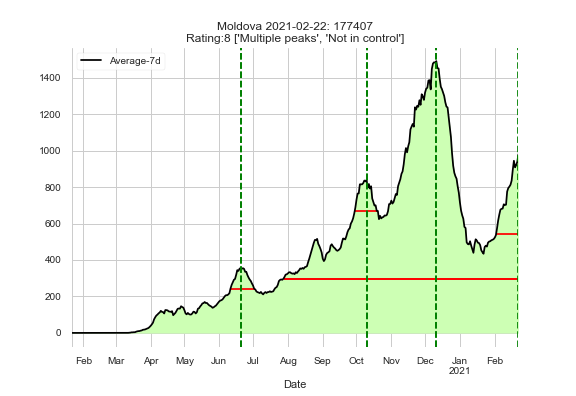 Moldova 2021-02-22: 177407
Rating:8 ['Multiple peaks', 'Not in control']
Average-7d
1400
1200
1000
800
600
400
200
0
Feb Mar Apr May Jun Jul Aug Sep Oct Nov Dec Jan Feb
2021
Date